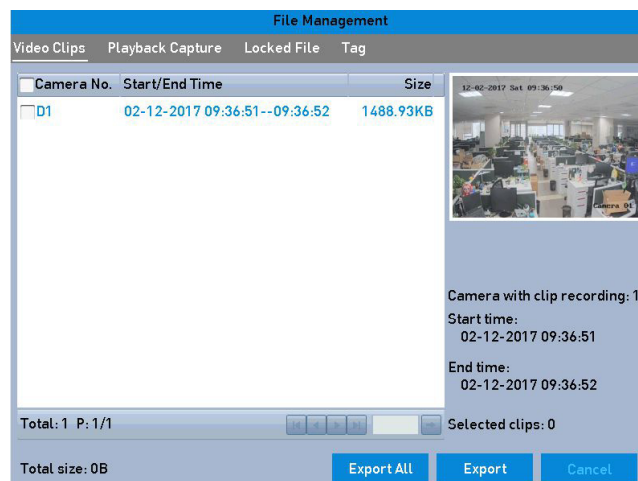 File Management
Video Clips Playback Capture Locked File Tag
Camera No. Start/End Time Size
D1 02-12-2017 09:36:51--09:36:52 1488.93KB
12-02-2017 Sat 09:36:50
Camera 01
Camera with clip recording: 1
Start time:
02-12-2017 09:36:51
End time:
02-12-2017 09:36:52
Total: 1 P: 1/1
Selected clips: 0
Total size: 0B
Export All Export Cancel